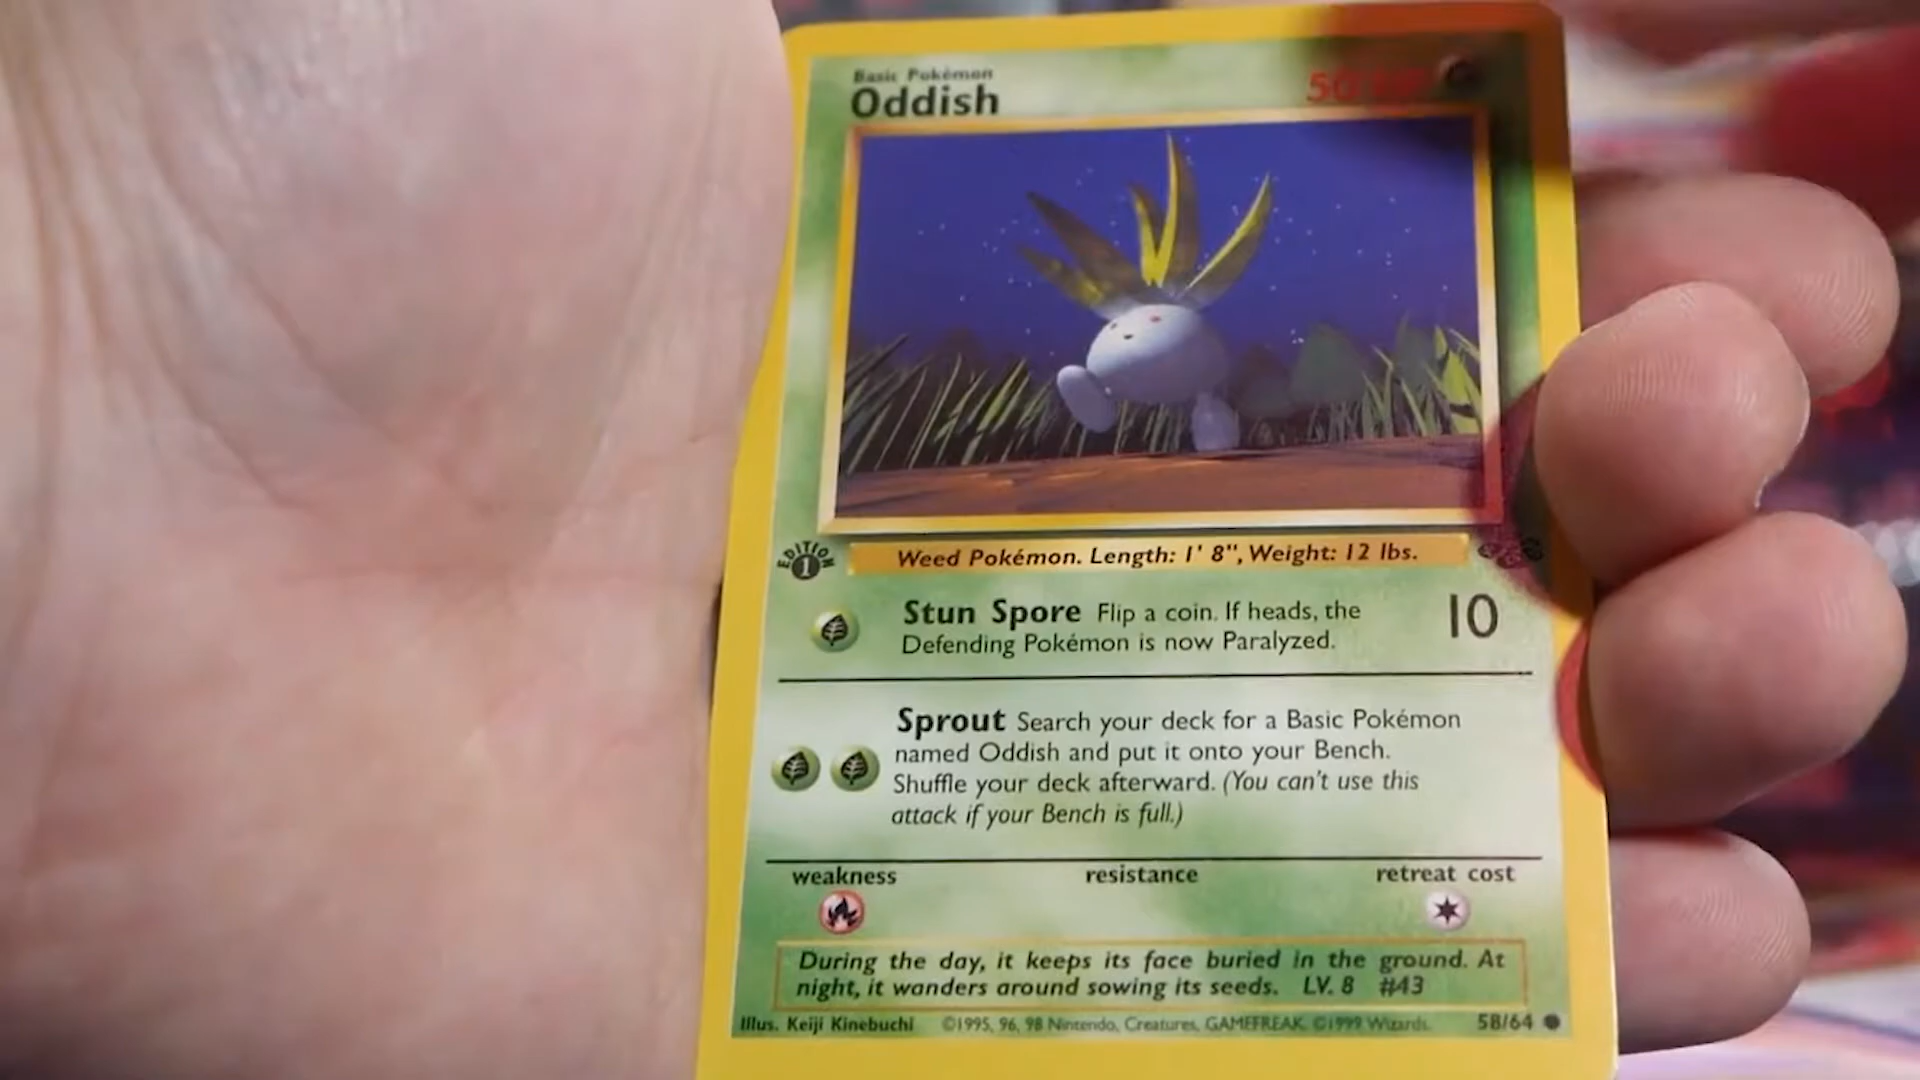 Basic Pokémon
Oddish
50 HP
EDITION
1
Weed Pokémon. Length: 1' 8", Weight: 12 lbs.
Stun Spore Flip a coin. If heads, the 10
Defending Pokémon is now Paralyzed.
Sprout Search your deck for a Basic Pokémon
named Oddish and put it onto your Bench.
Shuffle your deck afterward. (You can't use this
attack if your Bench is full.)
weakness resistance retreat cost
During the day, it keeps its face buried in the ground. At
night, it wanders around sowing its seeds. LV. 8 #43
Illus. Keiji Kinebuchi ©1995, 96, 98 Nintendo, Creatures, GAMEFREAK. ©1999 Wizards. 58/64